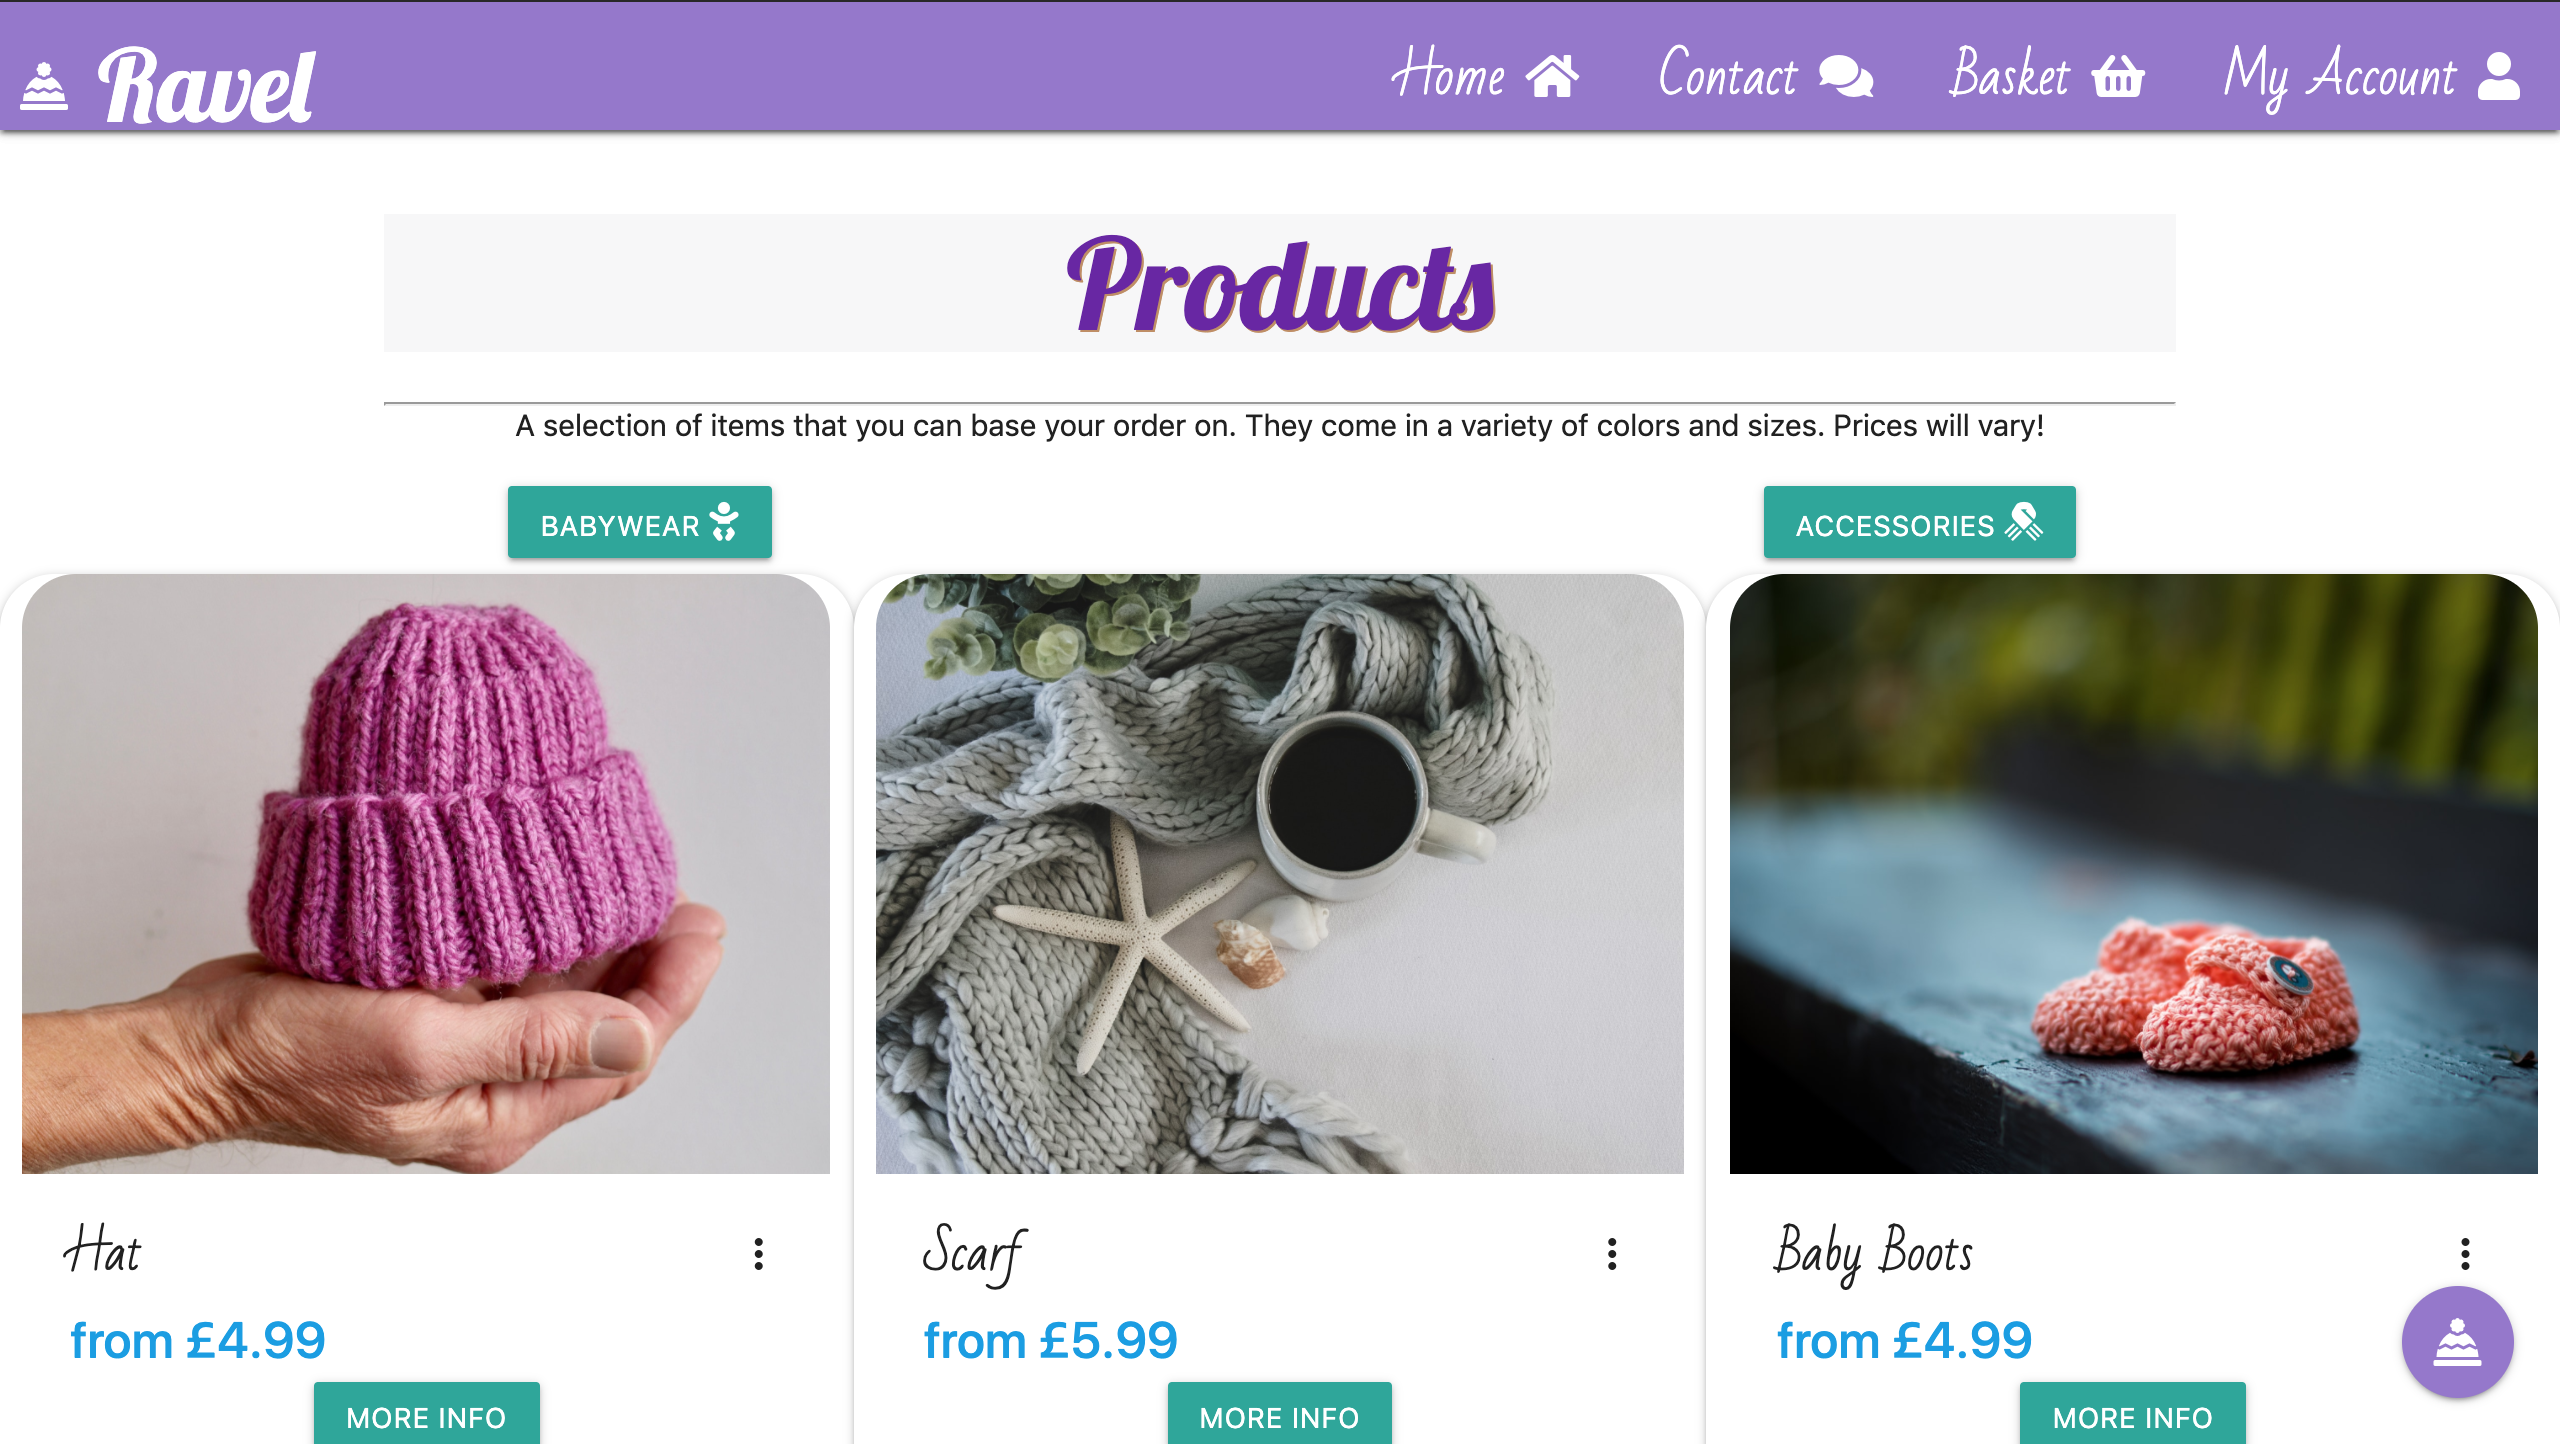 Ravel
Home Contact Basket My Account
Products
A selection of items that you can base your order on. They come in a variety of colors and sizes. Prices will vary!
BABYWEAR
ACCESSORIES
Hat
from £4.99
MORE INFO
Scarf
from £5.99
MORE INFO
Baby Boots
from £4.99
MORE INFO